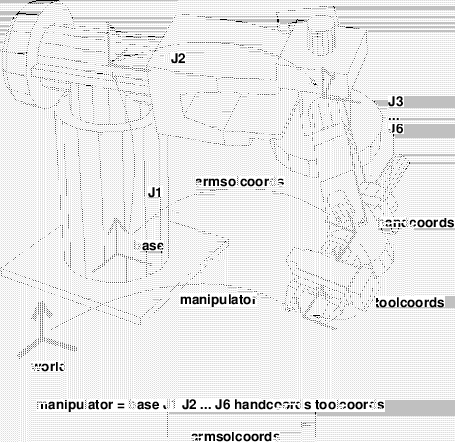 J2
J3
...
J6
armsolcoords
J1
handcoords
base
manipulator
toolcoords
world
manipulator = base J1 J2 ... J6 handcoords toolcoords
armsolcoords